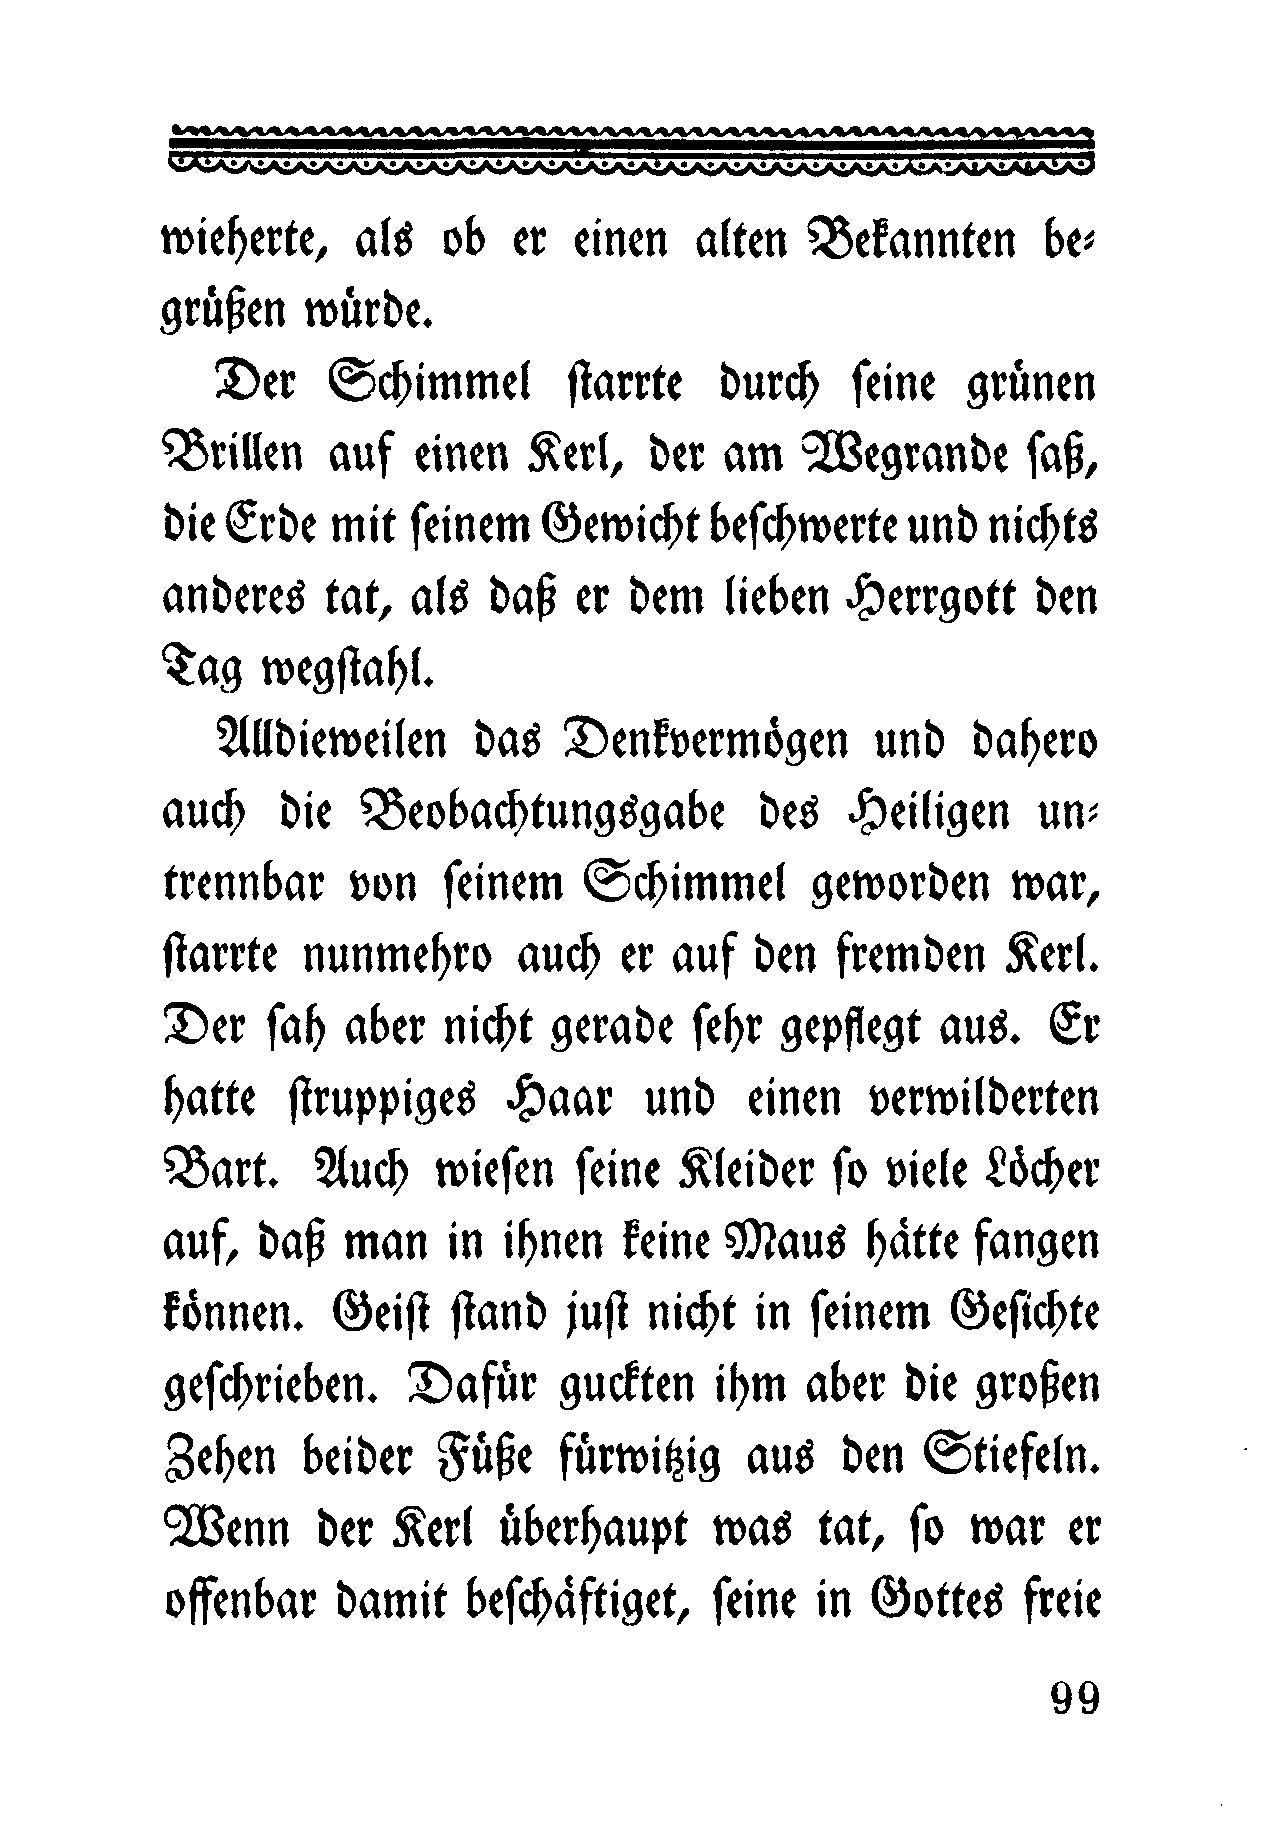 wieherte, als ob er einen alten Bekannten be⸗
grüßen würde.
Der Schimmel ſtarrte durch ſeine grünen
Brillen auf einen Kerl, der am Wegrande ſaß,
die Erde mit ſeinem Gewicht beſchwerte und nichts
anderes tat, als daß er dem lieben Herrgott den
Tag wegſtahl.
Alldieweilen das Denkvermögen und dahero
auch die Beobachtungsgabe des Heiligen un⸗
trennbar von ſeinem Schimmel geworden war,
ſtarrte nunmehro auch er auf den fremden Kerl.
Der ſah aber nicht gerade ſehr gepflegt aus. Er
hatte ſtruppiges Haar und einen verwilderten
Bart. Auch wieſen ſeine Kleider ſo viele Löcher
auf, daß man in ihnen keine Maus hätte fangen
können. Geiſt ſtand juſt nicht in ſeinem Geſichte
geſchrieben. Dafür guckten ihm aber die großen
Zehen beider Füße fürwitzig aus den Stiefeln.
Wenn der Kerl überhaupt was tat, ſo war er
offenbar damit beſchäftiget, ſeine in Gottes freie
99